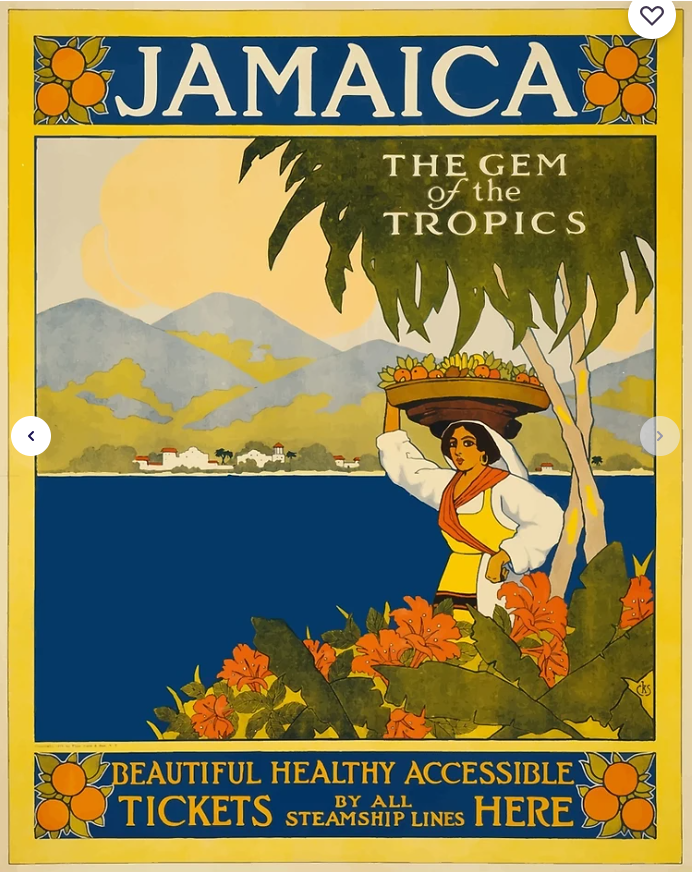 JAMAICA
THE GEM
of the
TROPICS
BEAUTIFUL HEALTHY ACCESSIBLE
TICKETS BY ALL STEAMSHIP LINES HERE